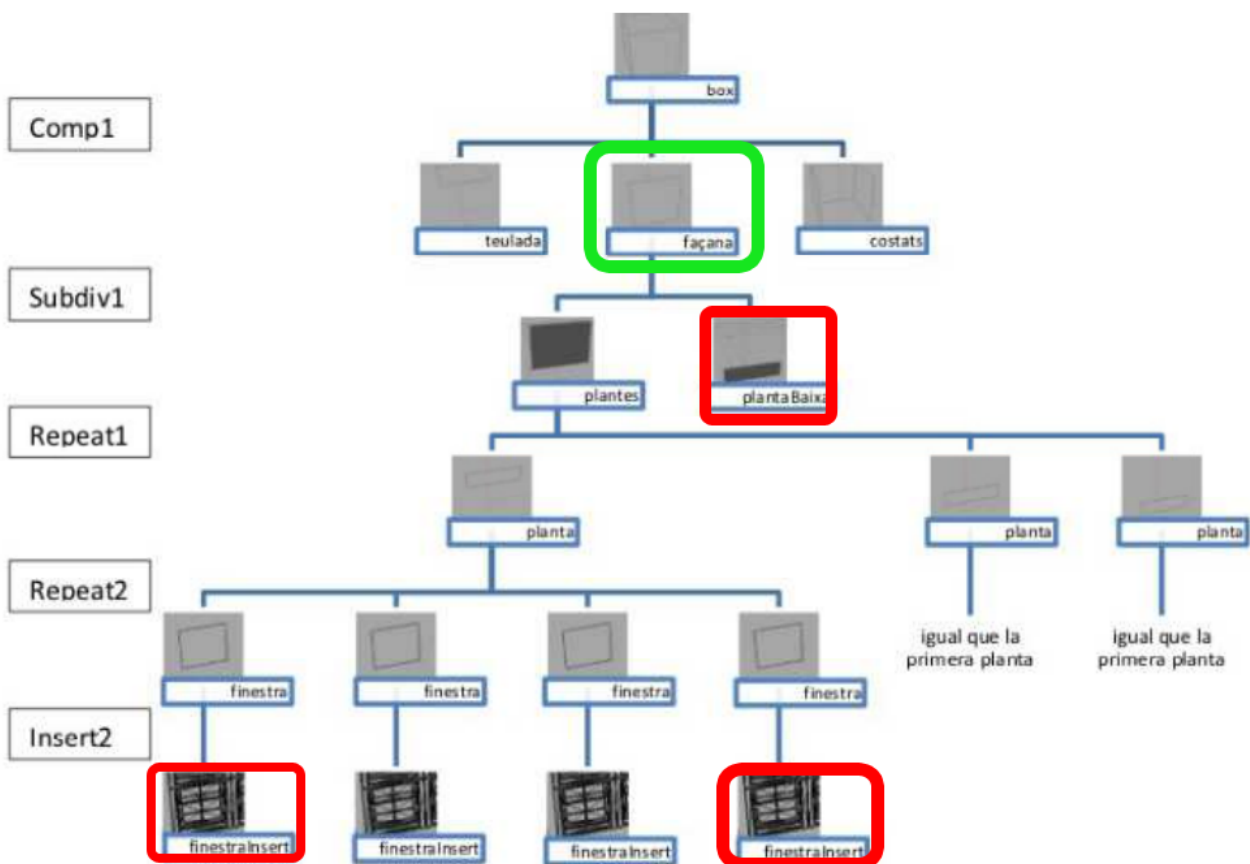 box
Comp1
teulada
façana
costats
Subdiv1
plantes
plantaBaixa
Repeat1
planta
planta
planta
Repeat2
igual que la
primera planta
igual que la
primera planta
finestra
finestra
finestra
finestra
Insert2
finestraInsert
finestraInsert
finestraInsert
finestraInsert